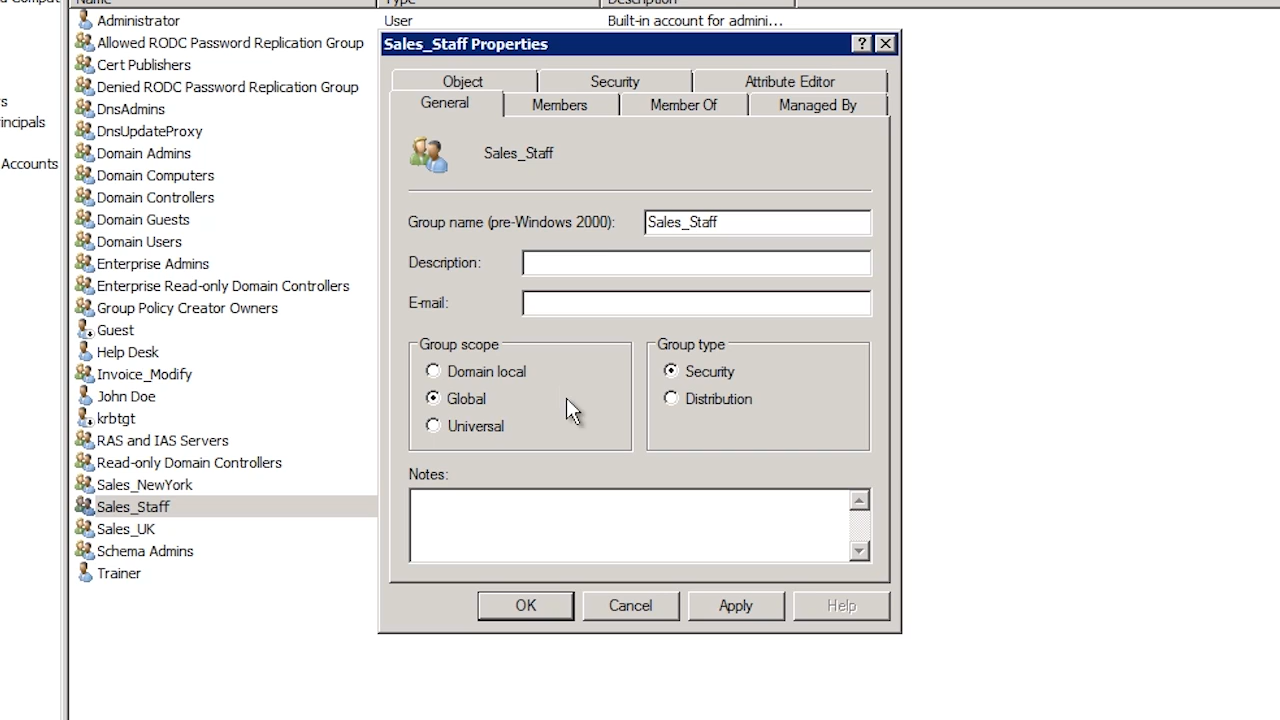 Name Type Description
Administrator User Built-in account for admini...
Allowed RODC Password Replication Group
Cert Publishers
Denied RODC Password Replication Group
DnsAdmins
DnsUpdateProxy
Domain Admins
Accounts
Domain Computers
Domain Controllers
Domain Guests
Domain Users
Enterprise Admins
Enterprise Read-only Domain Controllers
Group Policy Creator Owners
Guest
Help Desk
Invoice_Modify
John Doe
krbtgt
RAS and IAS Servers
Read-only Domain Controllers
Sales_NewYork
Sales_Staff
Sales_UK
Schema Admins
Trainer
Sales_Staff Properties
Object Security Attribute Editor
General Members Member Of Managed By
Sales_Staff
Group name (pre-Windows 2000): Sales_Staff
Description:
E-mail:
Group scope Group type
Domain local Security
Global Distribution
Universal
Notes:
OK Cancel Apply Help